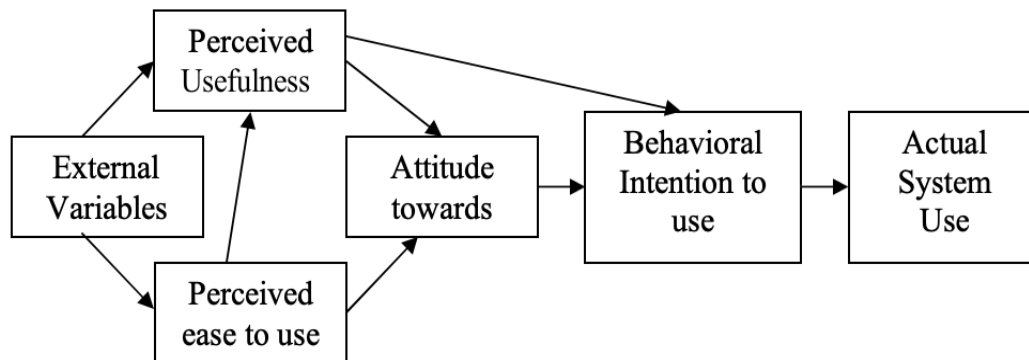 Perceived
Usefulness
External
Variables
Attitude
towards
Behavioral
Intention to
use
Actual
System
Use
Perceived
ease to use